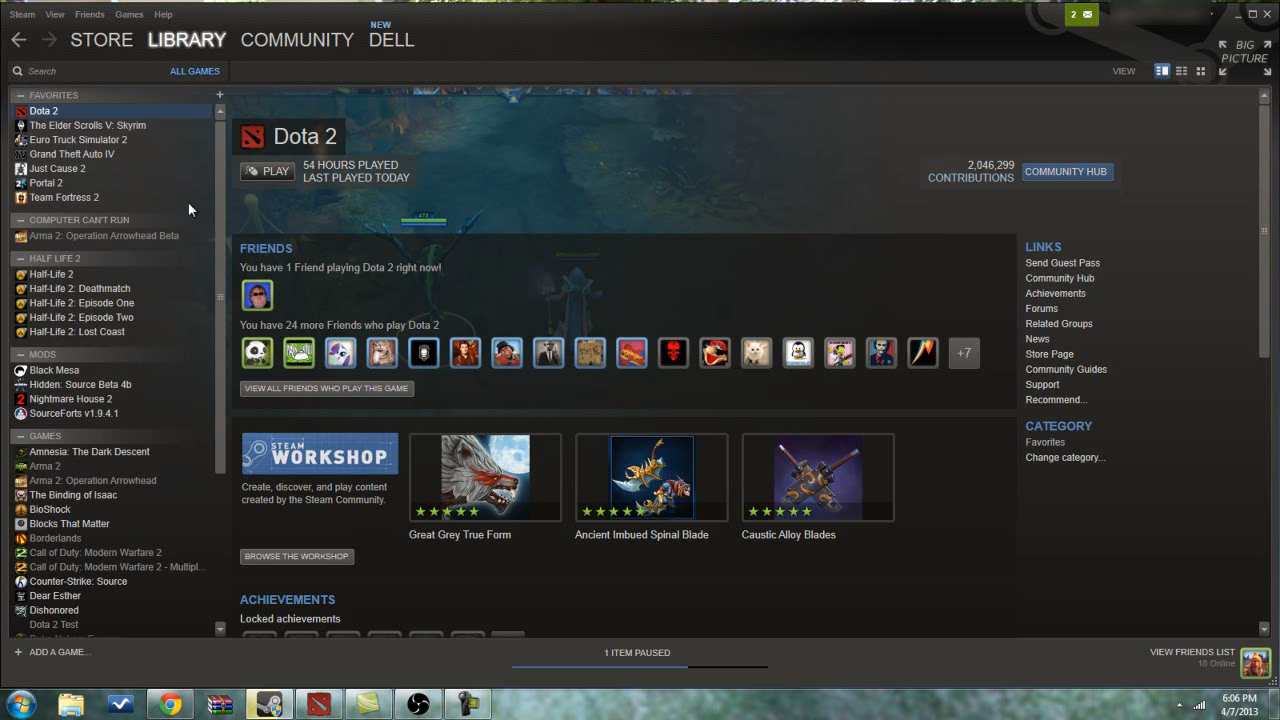 Steam View Friends Games Help
2
NEW
STORE LIBRARY COMMUNITY DELL
BIG PICTURE
Search ALL GAMES
VIEW
FAVORITES
Dota 2
The Elder Scrolls V: Skyrim
Euro Truck Simulator 2
Grand Theft Auto IV
Just Cause 2
Portal 2
Team Fortress 2
COMPUTER CAN'T RUN
Arma 2: Operation Arrowhead Beta
HALF LIFE 2
Half-Life 2
Half-Life 2: Deathmatch
Half-Life 2: Episode One
Half-Life 2: Episode Two
Half-Life 2: Lost Coast
MODS
Black Mesa
Hidden: Source Beta 4b
Nightmare House 2
SourceForts v1.9.4.1
GAMES
Amnesia: The Dark Descent
Arma 2
Arma 2: Operation Arrowhead
The Binding of Isaac
BioShock
Blocks That Matter
Borderlands
Call of Duty: Modern Warfare 2
Call of Duty: Modern Warfare 2 - Multipl...
Counter-Strike: Source
Dear Esther
Dishonored
Dota 2 Test
+ ADD A GAME...
Dota 2
PLAY
54 HOURS PLAYED
LAST PLAYED TODAY
2,046,299
CONTRIBUTIONS
COMMUNITY HUB
FRIENDS
You have 1 Friend playing Dota 2 right now!
You have 24 more Friends who play Dota 2
+7
VIEW ALL FRIENDS WHO PLAY THIS GAME
STEAM
WORKSHOP
Create, discover, and play content
created by the Steam Community.
BROWSE THE WORKSHOP
Great Grey True Form
Ancient Imbued Spinal Blade
Caustic Alloy Blades
ACHIEVEMENTS
Locked achievements
LINKS
Send Guest Pass
Community Hub
Achievements
Forums
Related Groups
News
Store Page
Community Guides
Support
Recommend...
CATEGORY
Favorites
Change category...
1 ITEM PAUSED
VIEW FRIENDS LIST
18 Online
6:06 PM
4/7/2013